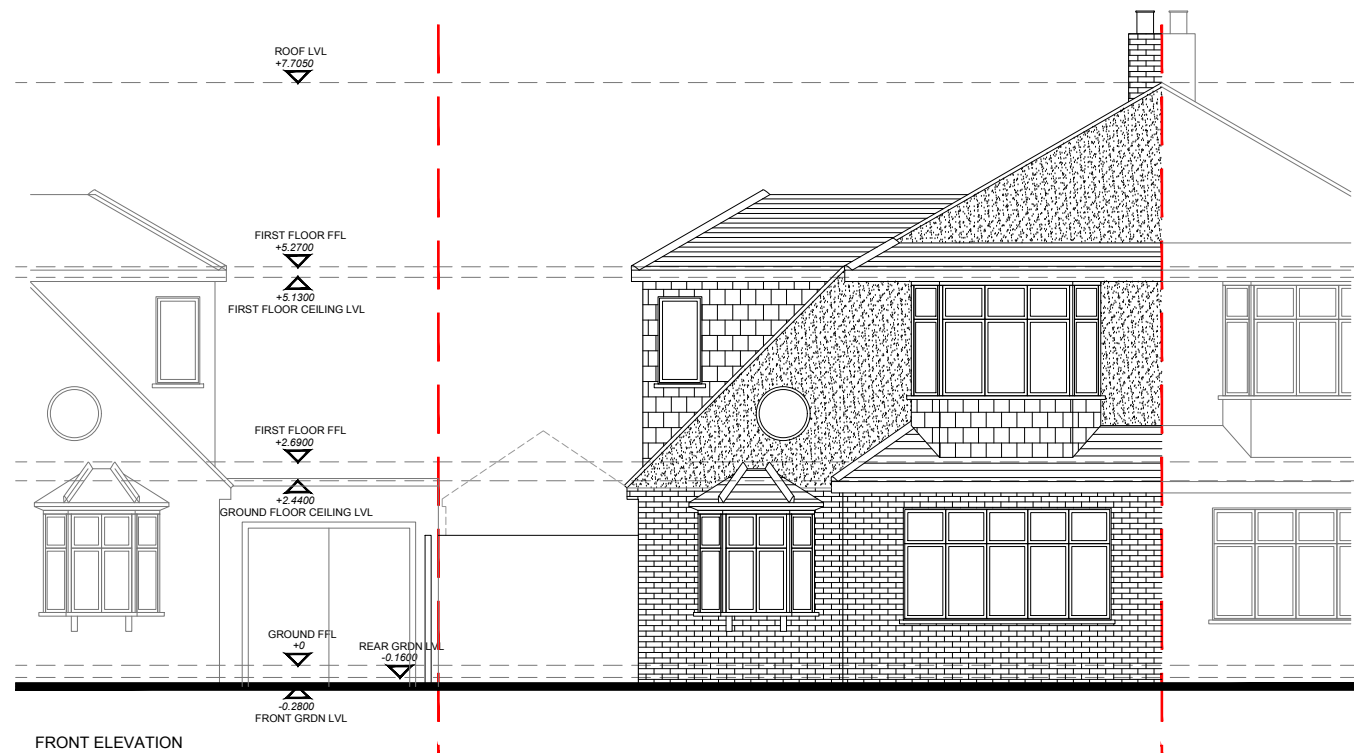 ROOF LVL
+7.7050
FIRST FLOOR FFL
+5.2700
+5.1300
FIRST FLOOR CEILING LVL
FIRST FLOOR FFL
+2.6900
+2.4400
GROUND FLOOR CEILING LVL
GROUND FFL
+0
REAR GRDN LVL
-0.1600
-0.2800
FRONT GRDN LVL
FRONT ELEVATION